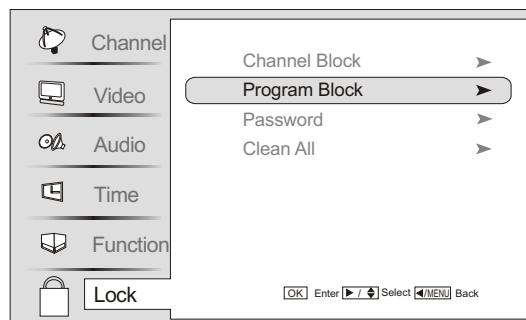 Channel
Video
Audio
Time
Function
Lock
Channel Block
Program Block
Password
Clean All
OK Enter ▶ / ◆ Select ◀/MENU Back